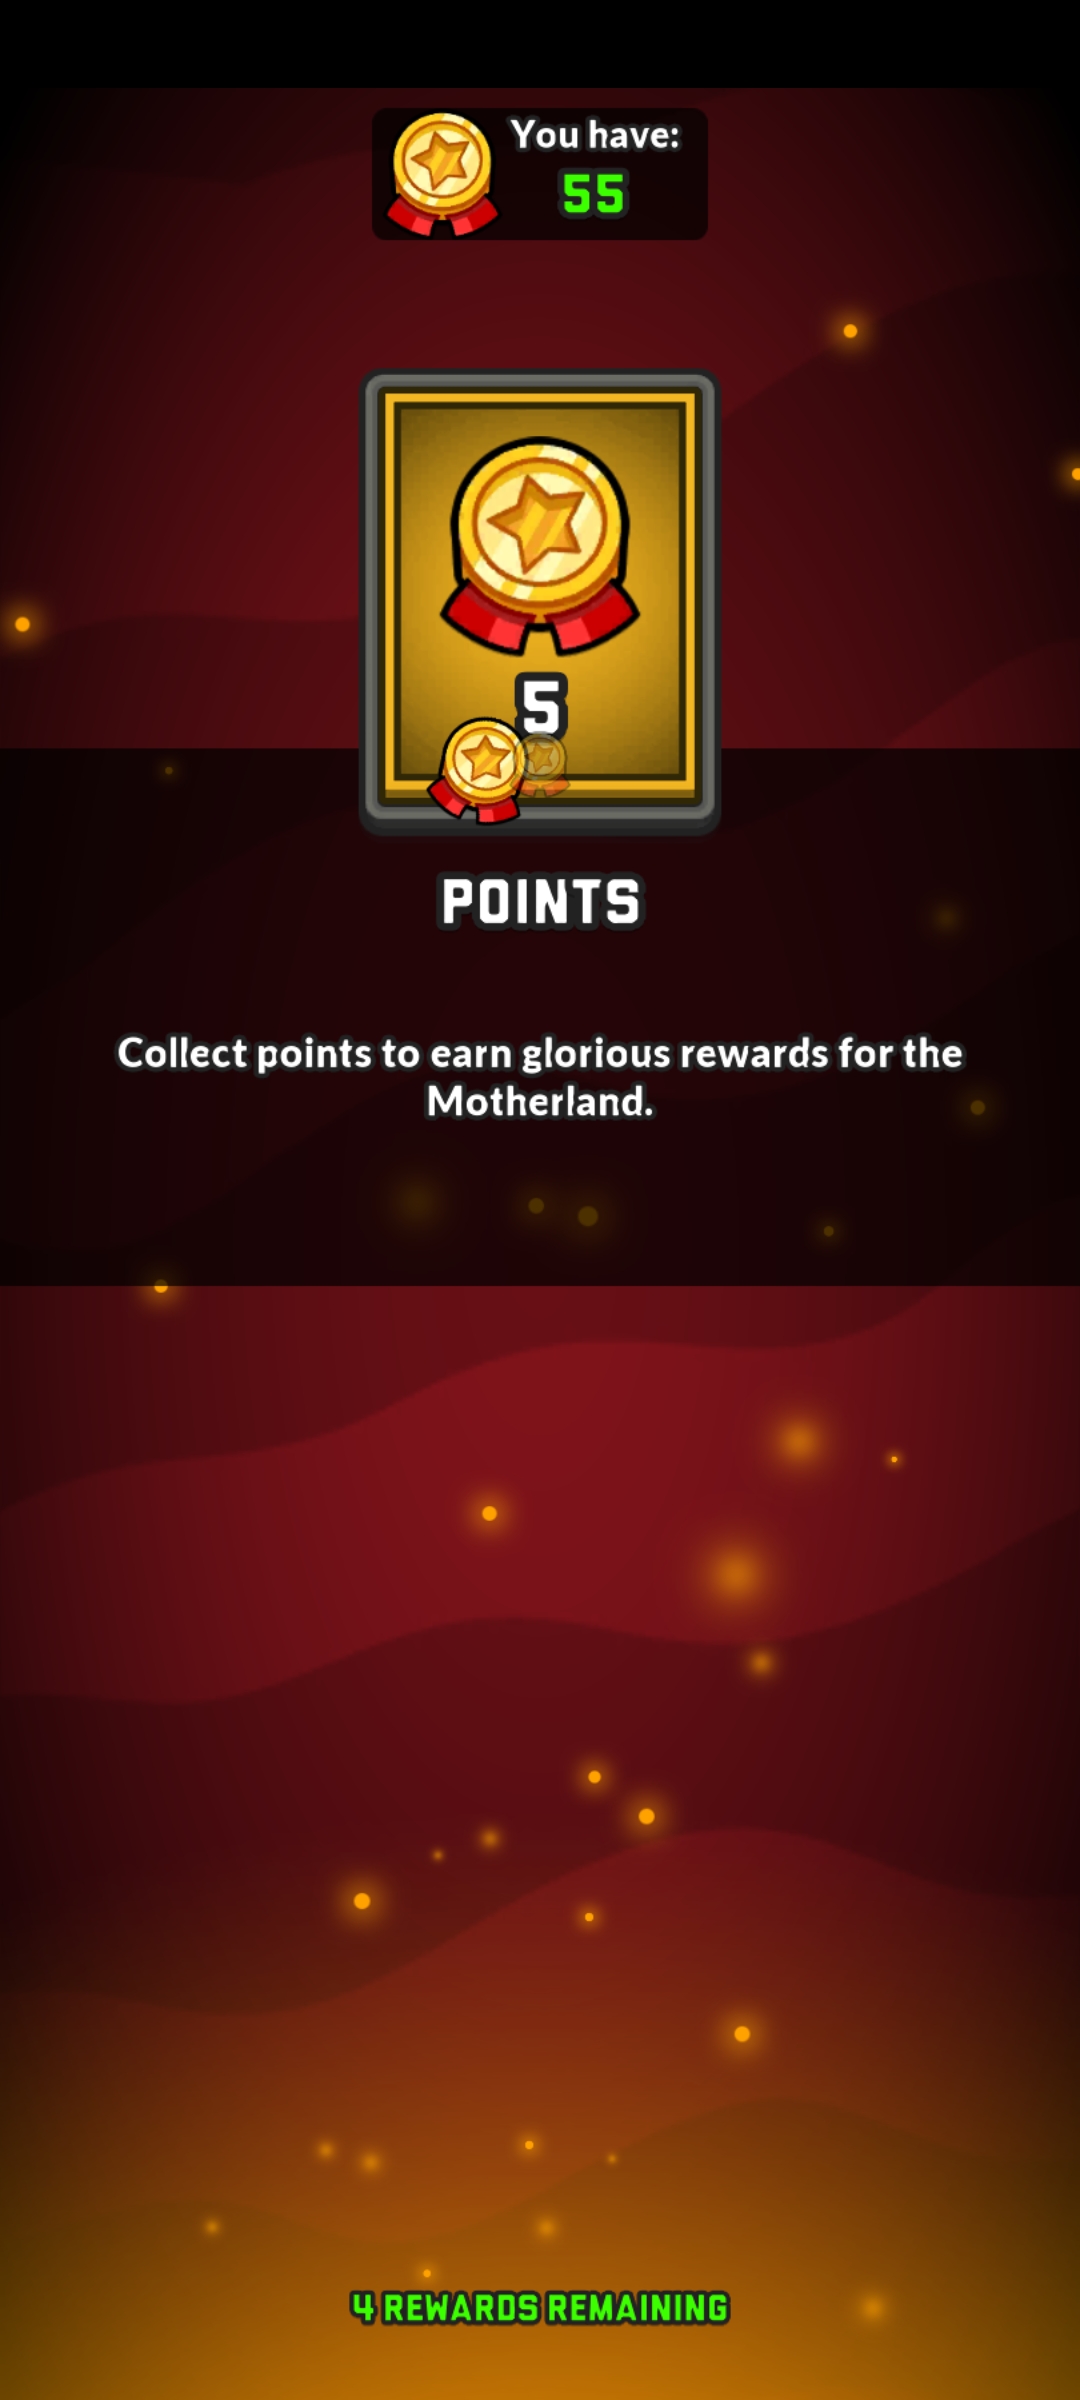 You have:
55
5
POINTS
Collect points to earn glorious rewards for the
Motherland.
4 REWARDS REMAINING